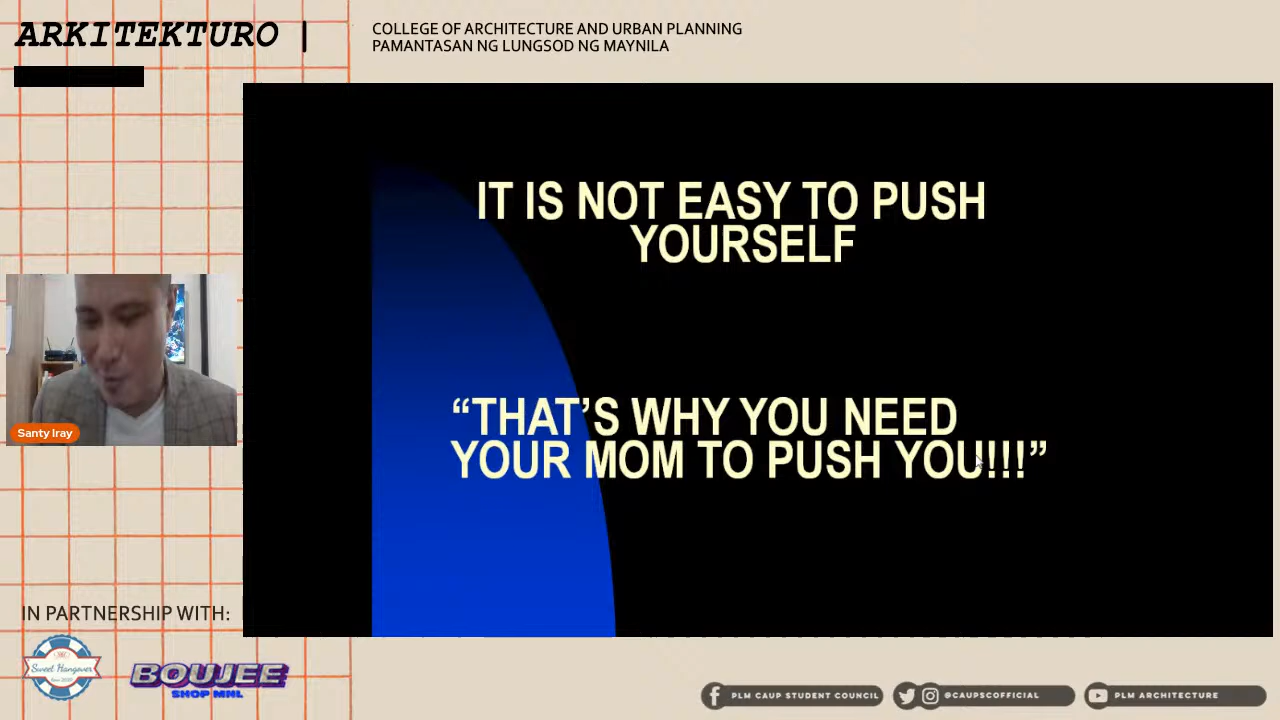 ARKITEKTURO |
COLLEGE OF ARCHITECTURE AND URBAN PLANNING
PAMANTASAN NG LUNGSOD NG MAYNILA
IT IS NOT EASY TO PUSH
YOURSELF
“THAT’S WHY YOU NEED
YOUR MOM TO PUSH YOU!!!”
Santy Iray
IN PARTNERSHIP WITH:
Sweet Hangover
BOUJEE
SHOP MNL
PLM CAUP STUDENT COUNCIL
@CAUPSCOFFICIAL
PLM ARCHITECTURE